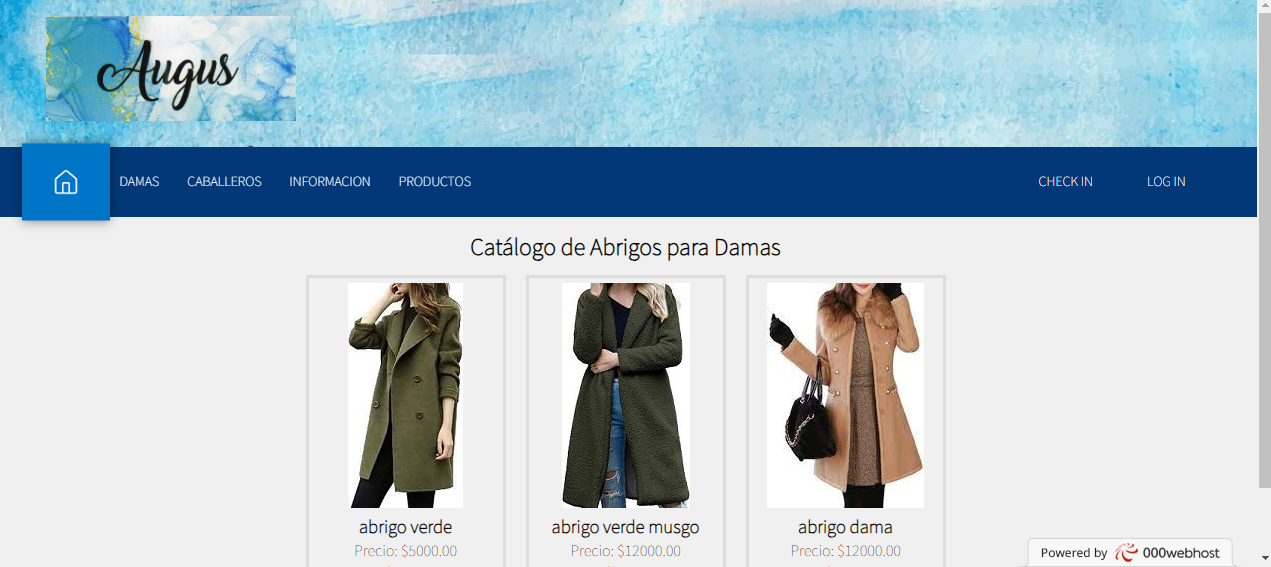 Augus
DAMAS CABALLEROS INFORMACION PRODUCTOS CHECK IN LOG IN
Catálogo de Abrigos para Damas
abrigo verde abrigo verde musgo abrigo dama
Precio: $5000.00 Precio: $12000.00 Precio: $12000.00
Powered by 000webhost